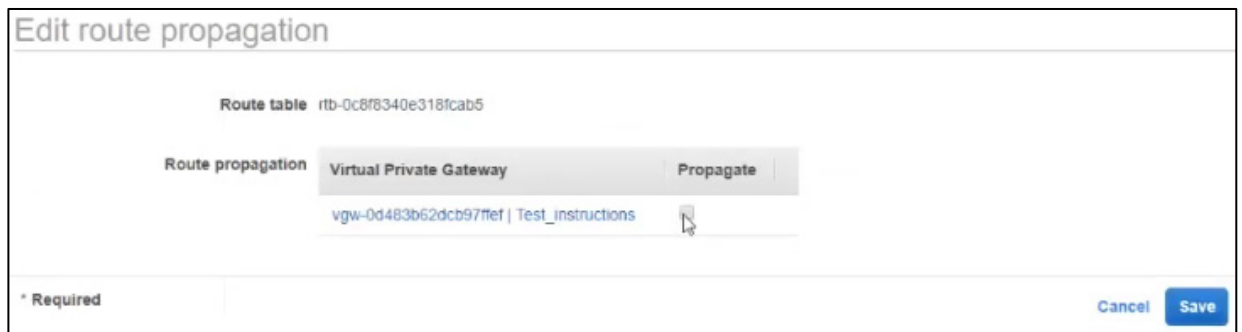 Edit route propagation
Route table rtb-0c8f8340e318fcab5
Route propagation
Virtual Private Gateway Propagate
vgw-0d483b62dcb97ffef | Test_instructions
* Required
Cancel Save